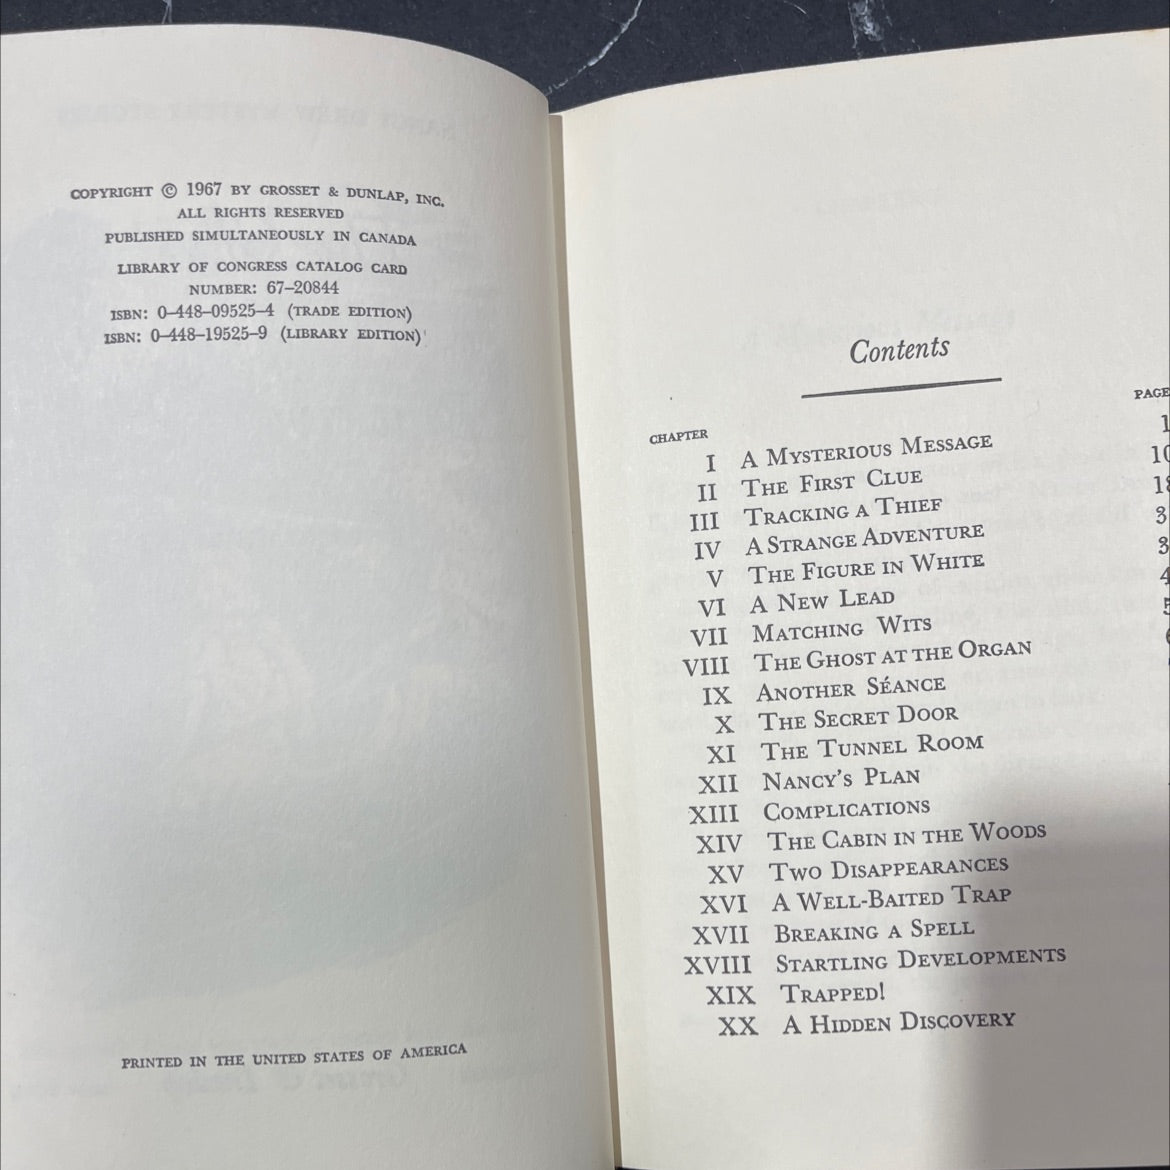 COPYRIGHT © 1967 BY GROSSET & DUNLAP, INC.
ALL RIGHTS RESERVED
PUBLISHED SIMULTANEOUSLY IN CANADA
LIBRARY OF CONGRESS CATALOG CARD
NUMBER: 67–20844
ISBN: 0–448–09525–4 (TRADE EDITION)
ISBN: 0–448–19525–9 (LIBRARY EDITION)
PRINTED IN THE UNITED STATES OF AMERICA
Contents
CHAPTER PAGE
I A MYSTERIOUS MESSAGE 1
II THE FIRST CLUE 10
III TRACKING A THIEF 18
IV A STRANGE ADVENTURE
V THE FIGURE IN WHITE
VI A NEW LEAD
VII MATCHING WITS
VIII THE GHOST AT THE ORGAN
IX ANOTHER SÉANCE
X THE SECRET DOOR
XI THE TUNNEL ROOM
XII NANCY'S PLAN
XIII COMPLICATIONS
XIV THE CABIN IN THE WOODS
XV TWO DISAPPEARANCES
XVI A WELL-BAITED TRAP
XVII BREAKING A SPELL
XVIII STARTLING DEVELOPMENTS
XIX TRAPPED!
XX A HIDDEN DISCOVERY